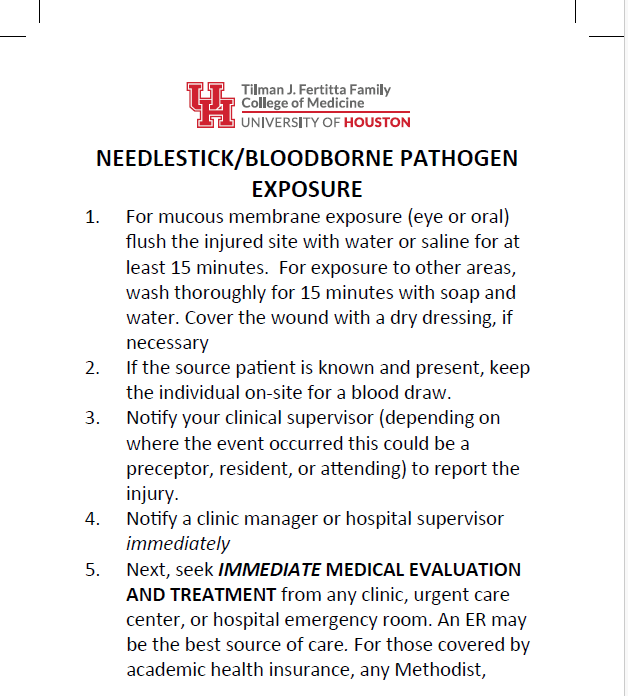 Tilman J. Fertitta Family
College of Medicine
UNIVERSITY OF HOUSTON
NEEDLESTICK/BLOODBORNE PATHOGEN
EXPOSURE
1. For mucous membrane exposure (eye or oral)
flush the injured site with water or saline for at
least 15 minutes.  For exposure to other areas,
wash thoroughly for 15 minutes with soap and
water. Cover the wound with a dry dressing, if
necessary
2. If the source patient is known and present, keep
the individual on-site for a blood draw.
3. Notify your clinical supervisor (depending on
where the event occurred this could be a
preceptor, resident, or attending) to report the
injury.
4. Notify a clinic manager or hospital supervisor
immediately
5. Next, seek IMMEDIATE MEDICAL EVALUATION
AND TREATMENT from any clinic, urgent care
center, or hospital emergency room. An ER may
be the best source of care. For those covered by
academic health insurance, any Methodist,